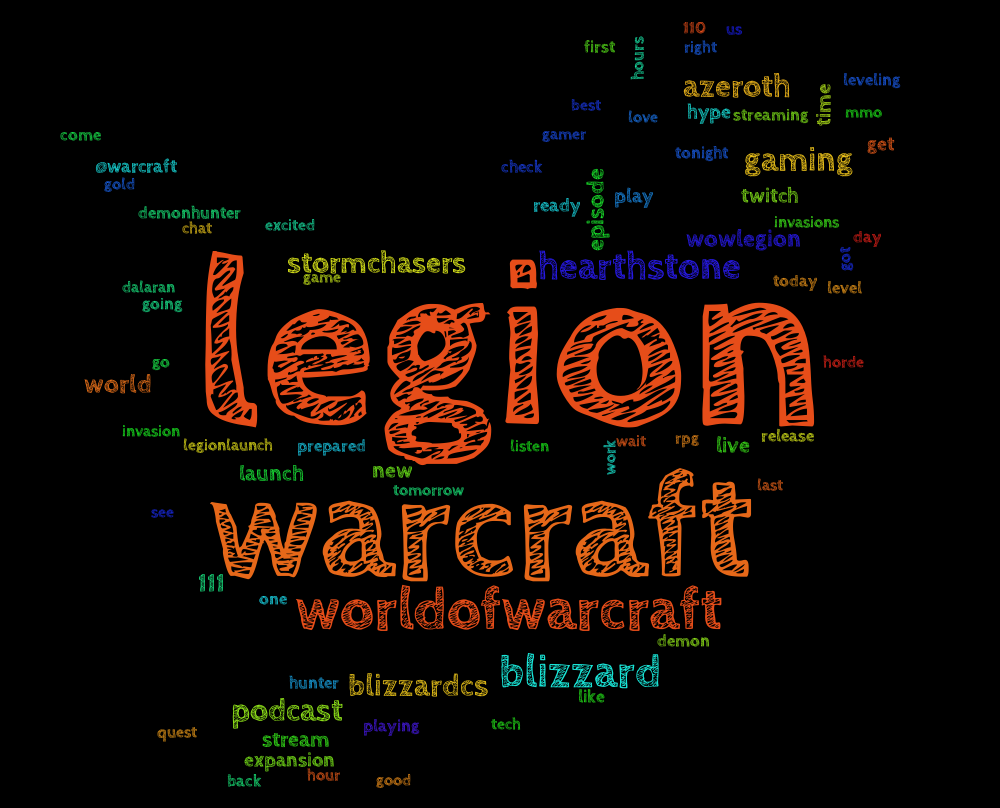 110
us
first
hours
right
azeroth
leveling
best
love
hype
streaming
time
mmo
come
gamer
tonight
gaming
get
@warcraft
gold
check
episode
play
twitch
ready
demonhunter
chat
excited
invasions
wowlegion
day
got
stormchasers
game
hearthstone
today
level
dalaran
going
legion
go
world
horde
invasion
legionlaunch
prepared
listen
work
wait
rpg
live
release
launch
new
tomorrow
last
see
warcraft
111
one
worldofwarcraft
demon
blizzard
hunter
blizzardcs
like
podcast
quest
playing
tech
stream
expansion
back
hour
good